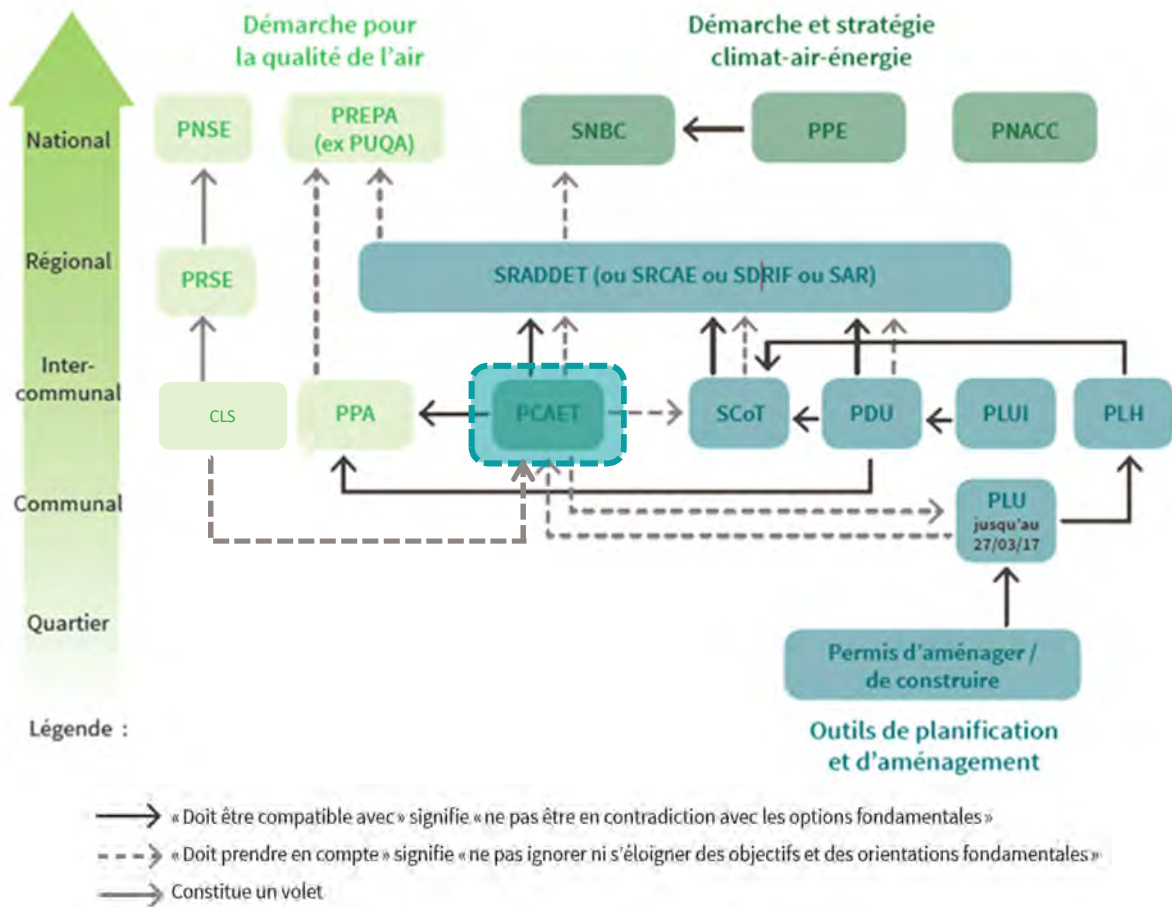 Démarche pour
la qualité de l'air
Démarche et stratégie
climat-air-énergie
National
PNSE
PREPA
(ex PUQA)
SNBC
PPE
PNACC
Régional
PRSE
SRADDET (ou SRCAE ou SDRIF ou SAR)
Inter-
communal
CLS
PPA
PCAET
SCoT
PDU
PLUI
PLH
Communal
PLU
jusqu'au
27/03/17
Quartier
Permis d'aménager /
de construire
Légende :
Outils de planification
et d'aménagement
« Doit être compatible avec » signifie « ne pas être en contradiction avec les options fondamentales »
« Doit prendre en compte » signifie « ne pas ignorer ni s'éloigner des objectifs et des orientations fondamentales »
Constitue un volet